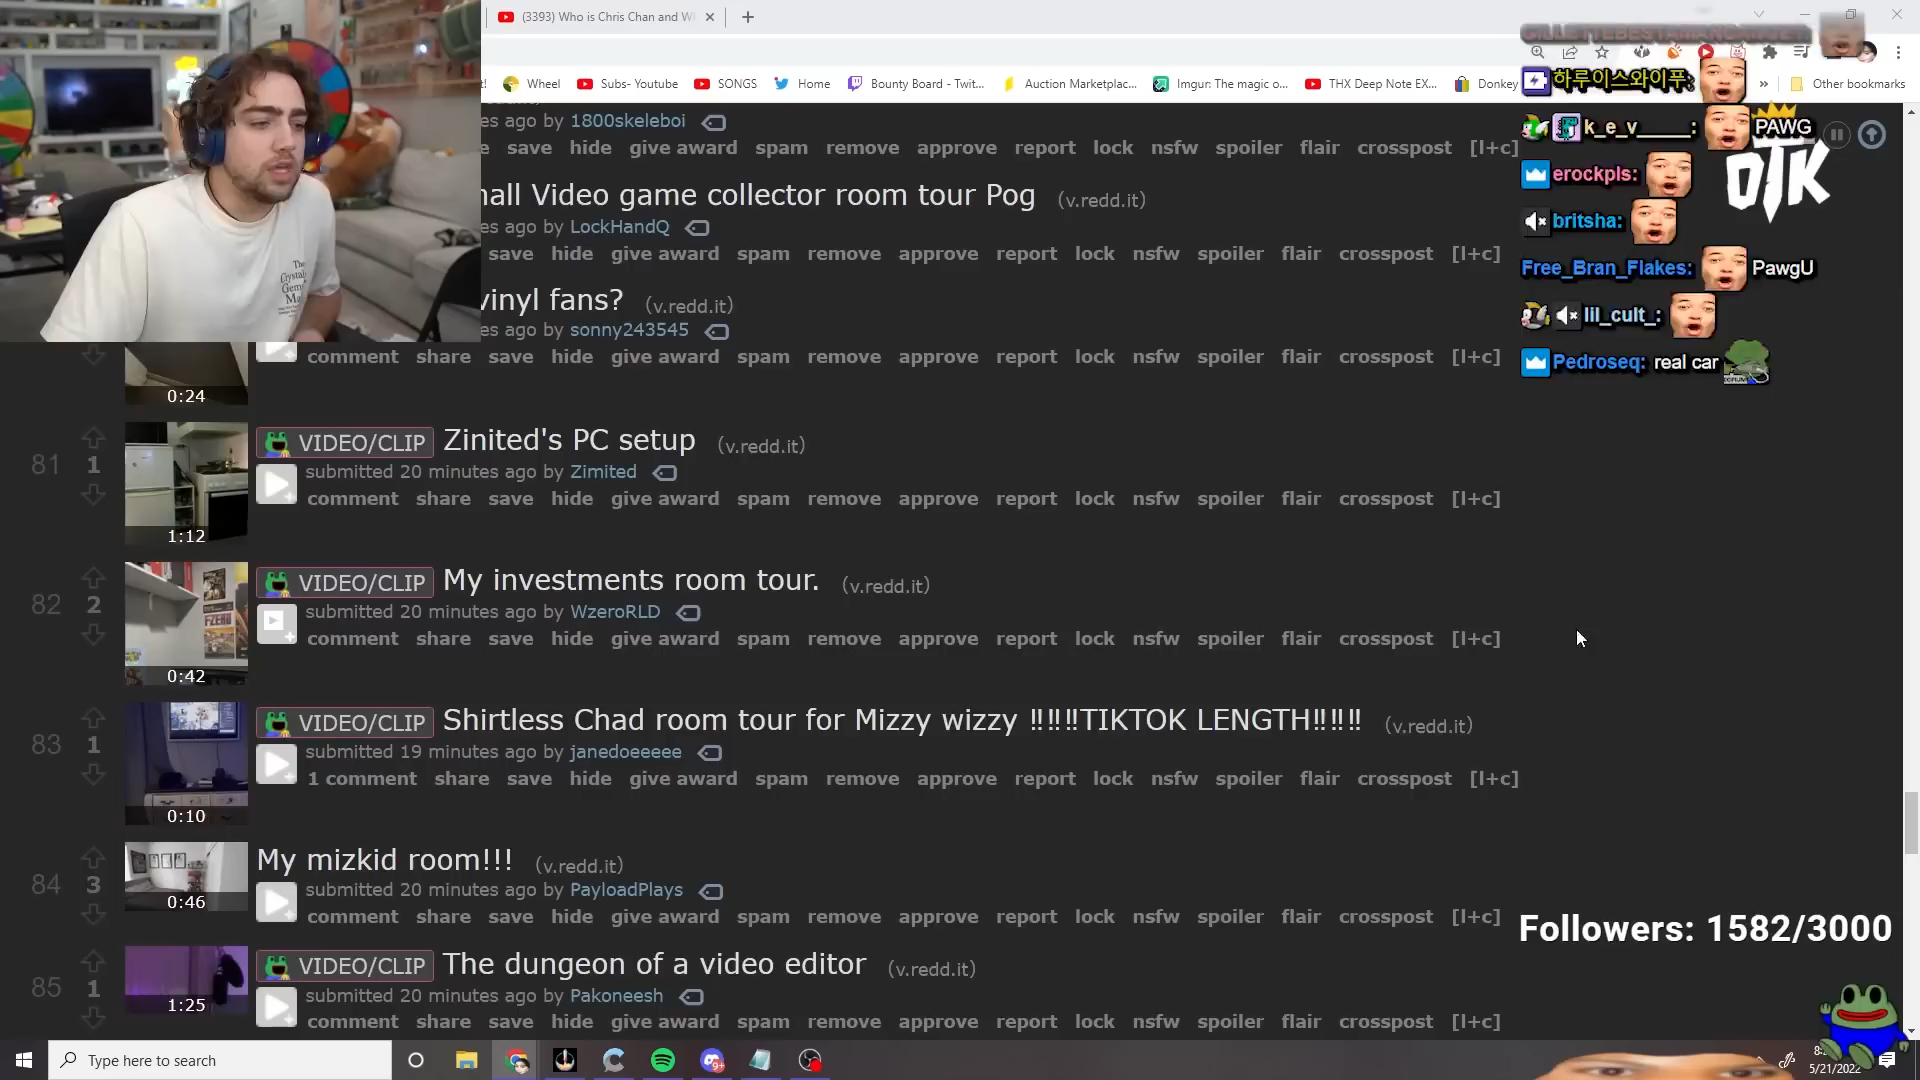 (3393) Who is Chris Chan and W
Wheel Subs- Youtube SONGS Home Bounty Board - Twit... Auction Marketplac... Imgur: The magic o... THX Deep Note EX... Donkey » Other bookmarks
es ago by 1800skeleboi
save hide give award spam remove approve report lock nsfw spoiler flair crosspost [l+c]
all Video game collector room tour Pog (v.redd.it)
es ago by LockHandQ
save hide give award spam remove approve report lock nsfw spoiler flair crosspost [l+c]
vinyl fans? (v.redd.it)
es ago by sonny243545
comment share save hide give award spam remove approve report lock nsfw spoiler flair crosspost [l+c]
0:24
81 1 VIDEO/CLIP Zinited's PC setup (v.redd.it)
submitted 20 minutes ago by Zimited
comment share save hide give award spam remove approve report lock nsfw spoiler flair crosspost [l+c]
1:12
82 2 VIDEO/CLIP My investments room tour. (v.redd.it)
submitted 20 minutes ago by WzeroRLD
comment share save hide give award spam remove approve report lock nsfw spoiler flair crosspost [l+c]
0:42
83 1 VIDEO/CLIP Shirtless Chad room tour for Mizzy wizzy ‼‼‼TIKTOK LENGTH‼‼‼ (v.redd.it)
submitted 19 minutes ago by janedoeeeee
1 comment share save hide give award spam remove approve report lock nsfw spoiler flair crosspost [l+c]
0:10
84 3 My mizkid room!!! (v.redd.it)
submitted 20 minutes ago by PayloadPlays
comment share save hide give award spam remove approve report lock nsfw spoiler flair crosspost [l+c]
0:46
85 1 VIDEO/CLIP The dungeon of a video editor (v.redd.it)
submitted 20 minutes ago by Pakoneesh
comment share save hide give award spam remove approve report lock nsfw spoiler flair crosspost [l+c]
1:25
하루이스와이푸:
k_e_v_____: PAWG
OTK
erockpls:
britsha:
Free_Bran_Flakes: PawgU
lil_cult_:
Pedroseq: real car
Followers: 1582/3000
The
Crystal
Gem
Ma
Type here to search
9+
5/21/2022